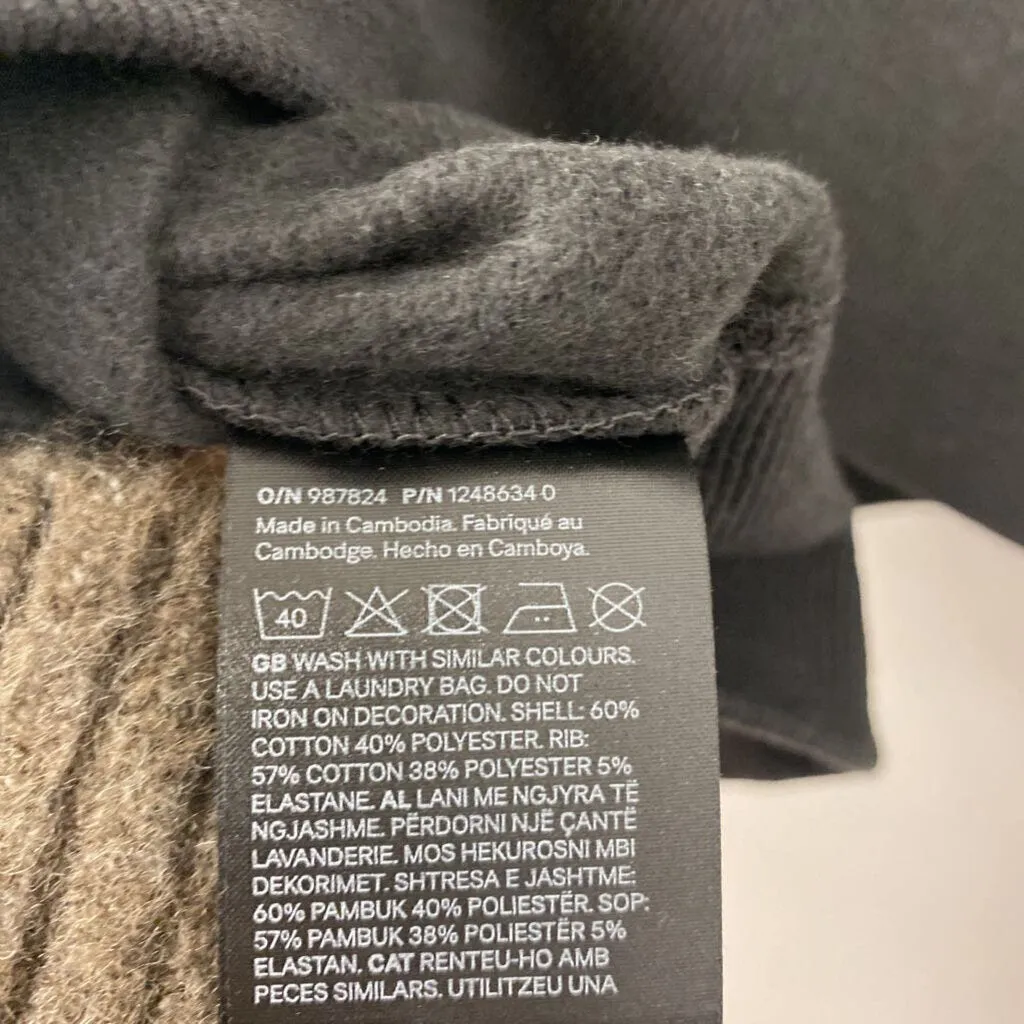 O/N 987824 P/N 1248634 0
Made in Cambodia. Fabriqué au
Cambodge. Hecho en Camboya.
40
GB WASH WITH SIMILAR COLOURS.
USE A LAUNDRY BAG. DO NOT
IRON ON DECORATION. SHELL: 60%
COTTON 40% POLYESTER. RIB:
57% COTTON 38% POLYESTER 5%
ELASTANE. AL LANI ME NGJYRA TË
NGJASHME. PËRDORNI NJË ÇANTË
LAVANDERIE. MOS HEKUROSNI MBI
DEKORIMET. SHTRESA E JASHTME:
60% PAMBUK 40% POLIESTËR. SOP:
57% PAMBUK 38% POLIESTËR 5%
ELASTAN. CAT RENTEU-HO AMB
PECES SIMILARS. UTILITZEU UNA